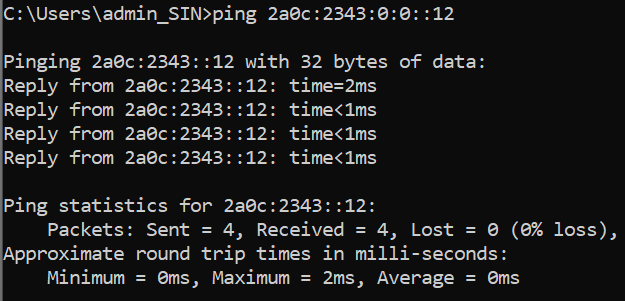 C:\Users\admin_SIN>ping 2a0c:2343:0:0::12
Pinging 2a0c:2343::12 with 32 bytes of data:
Reply from 2a0c:2343::12: time=2ms
Reply from 2a0c:2343::12: time<1ms
Reply from 2a0c:2343::12: time<1ms
Reply from 2a0c:2343::12: time<1ms
Ping statistics for 2a0c:2343::12:
    Packets: Sent = 4, Received = 4, Lost = 0 (0% loss),
Approximate round trip times in milli-seconds:
    Minimum = 0ms, Maximum = 2ms, Average = 0ms